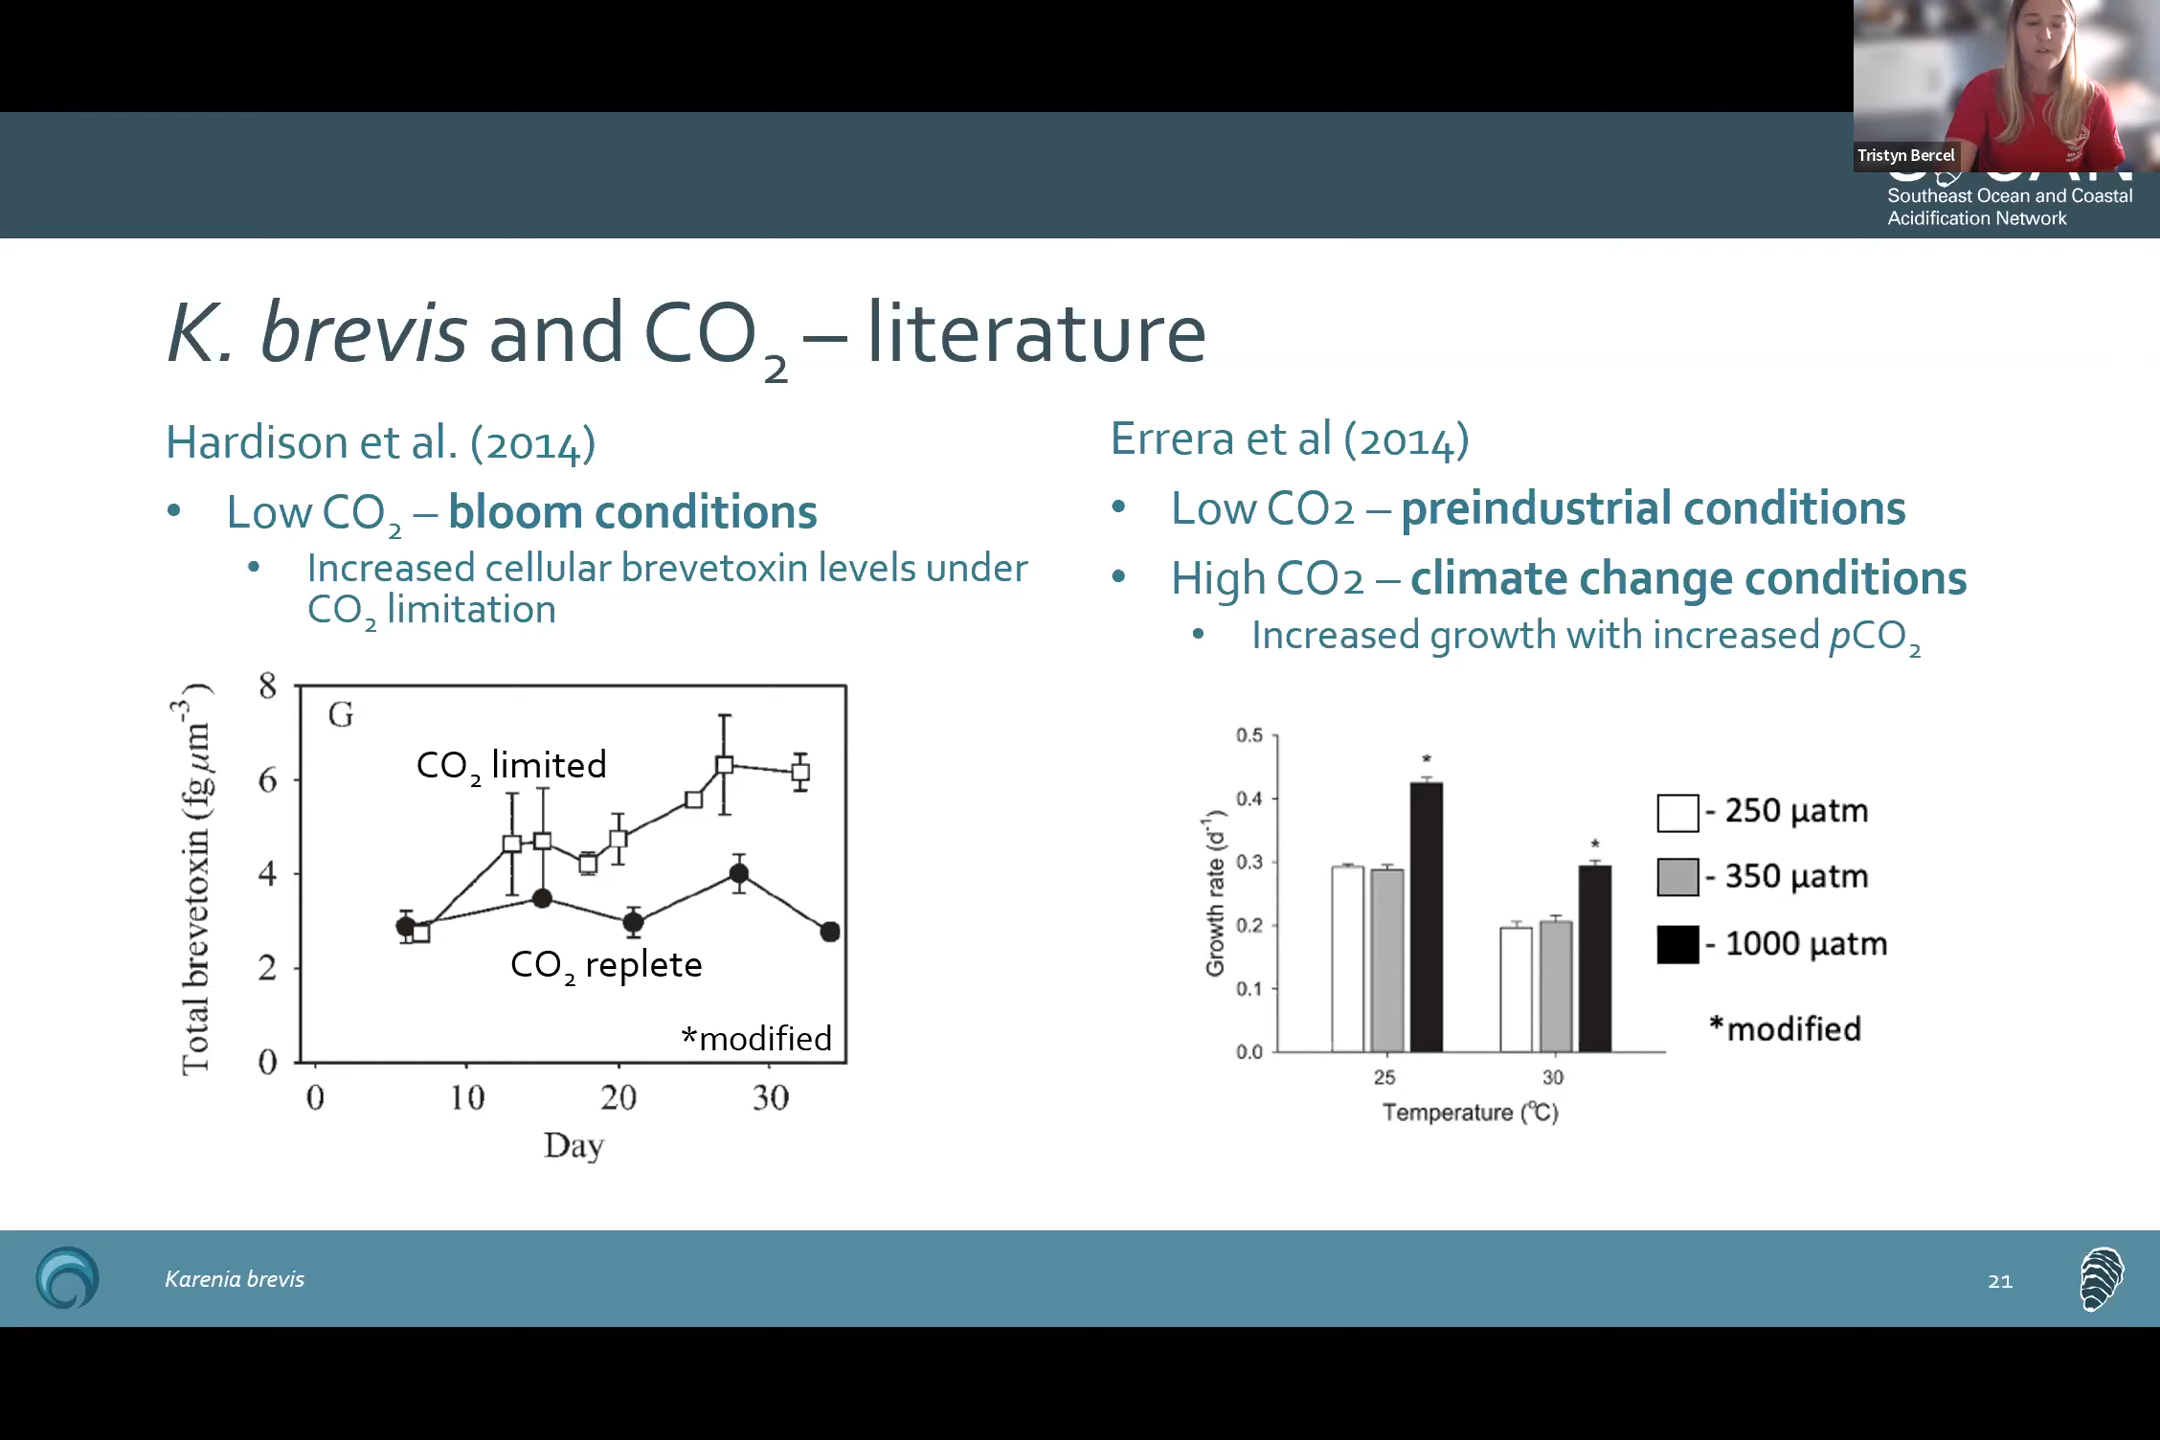 Tristyn Bercel
Southeast Ocean and Coastal
Acidification Network
K. brevis and CO₂ – literature
Hardison et al. (2014)
• Low CO₂ – bloom conditions
• Increased cellular brevetoxin levels under
CO₂ limitation
Total brevetoxin (fg μm⁻³)
8
6
4
2
0
G
CO₂ limited
CO₂ replete
*modified
0 10 20 30
Day
Errera et al (2014)
• Low CO2 – preindustrial conditions
• High CO2 – climate change conditions
• Increased growth with increased pCO₂
Growth rate (d⁻¹)
0.5
0.4
0.3
0.2
0.1
0.0
*
*
25 30
Temperature (°C)
- 250 μatm
- 350 μatm
- 1000 μatm
*modified
Karenia brevis
21